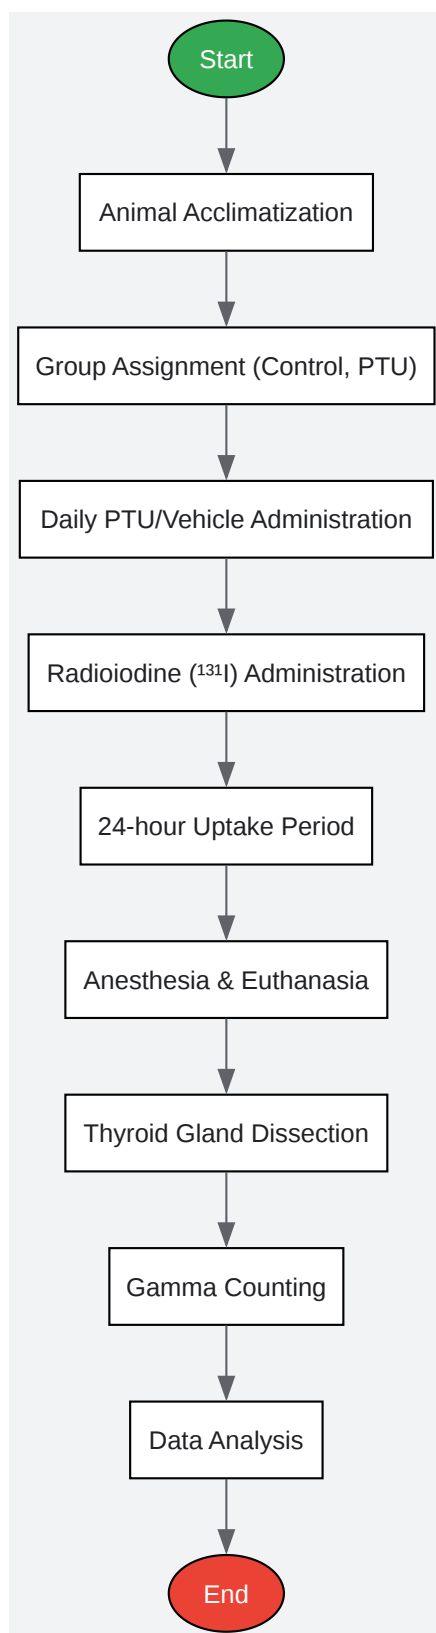 Start
Animal Acclimatization
Group Assignment (Control, PTU)
Daily PTU/Vehicle Administration
Radioiodine (¹³¹I) Administration
24-hour Uptake Period
Anesthesia & Euthanasia
Thyroid Gland Dissection
Gamma Counting
Data Analysis
End